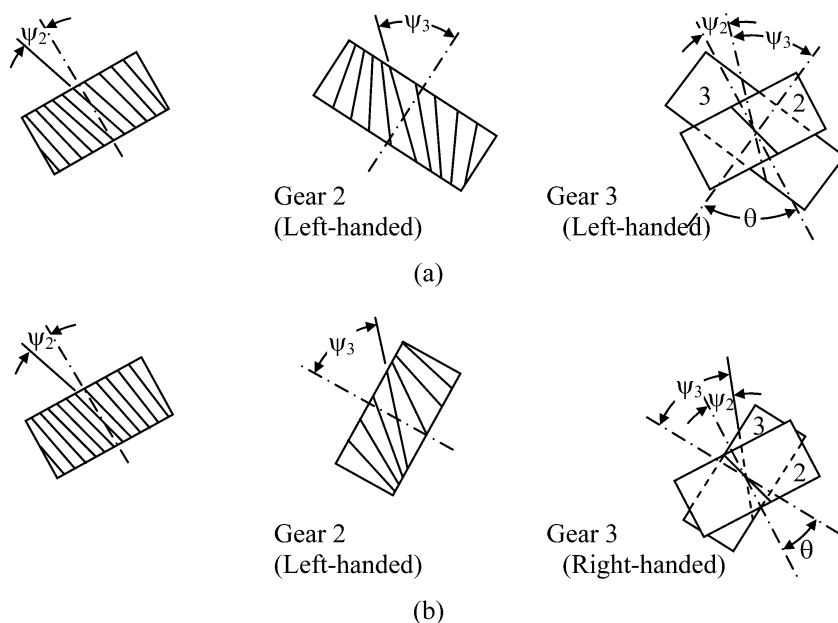 ψ2
ψ3
ψ2
ψ3
3
2
θ
Gear 2
(Left-handed)
Gear 3
(Left-handed)
(a)
ψ2
ψ3
ψ3
ψ2
3
2
θ
Gear 2
(Left-handed)
Gear 3
(Right-handed)
(b)